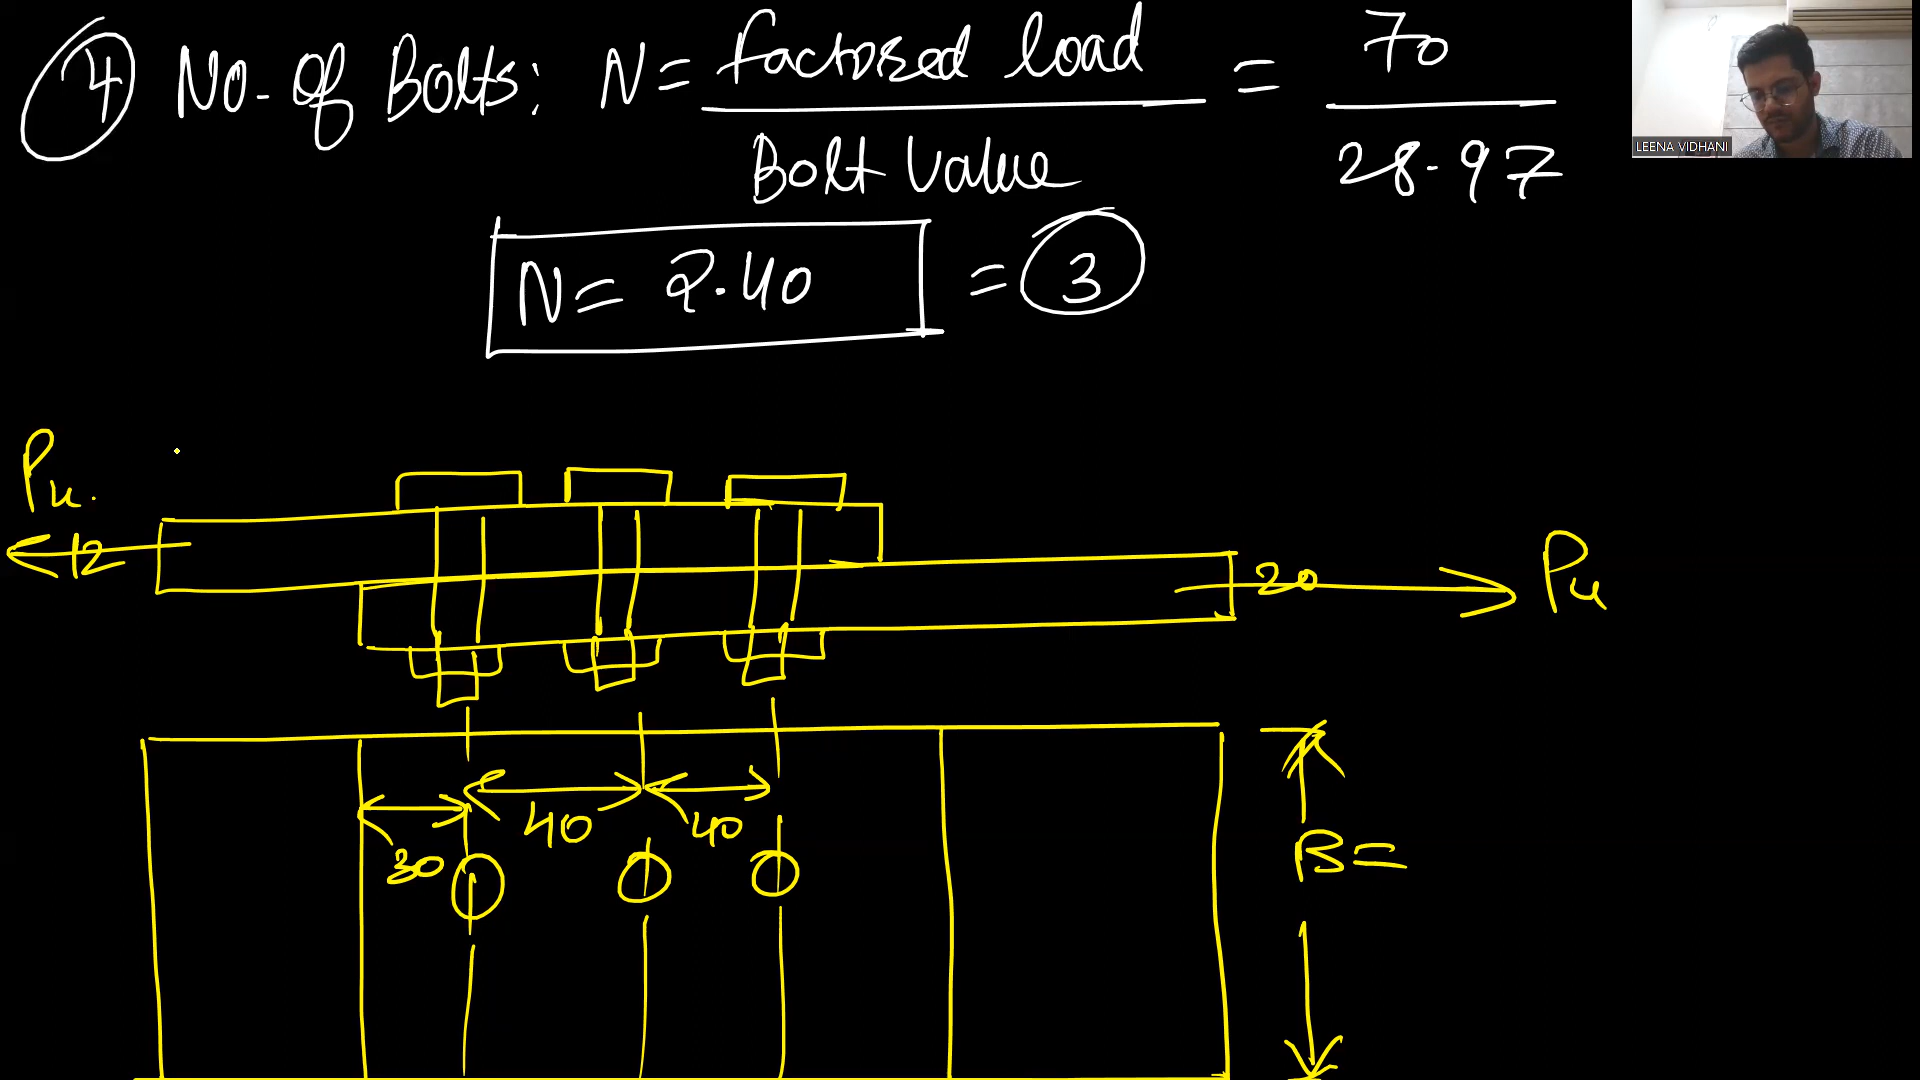 4 No. of Bolts: N = factored load / Bolt Value = 70 / 28.97
N = 2.40 = 3
LEENA VIDHANI
Pu
12
20
Pu
40
40
30
B=